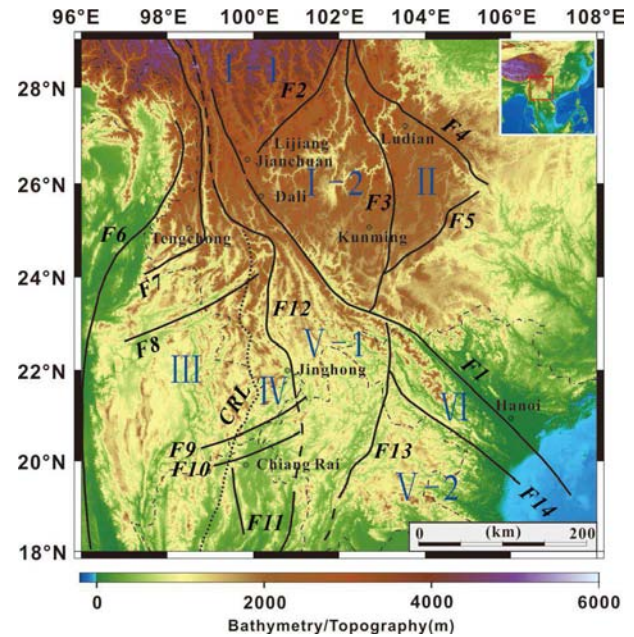 96°E 98°E 100°E 102°E 104°E 106°E 108°E
28°N
26°N
24°N
22°N
20°N
18°N
I-1
F2
F4
Lijiang
Ludian
Jianchuan
I-2
II
Dali
F3
F5
F6
Tengchong
Kunming
F7
F12
F8
V-1
III
Jinghong
F1
CRL
IV
VI
Hanoi
F9
F10
Chiang Rai
F13
V-2
F14
F11
0 (km) 200
0 2000 4000 6000
Bathymetry/Topography(m)